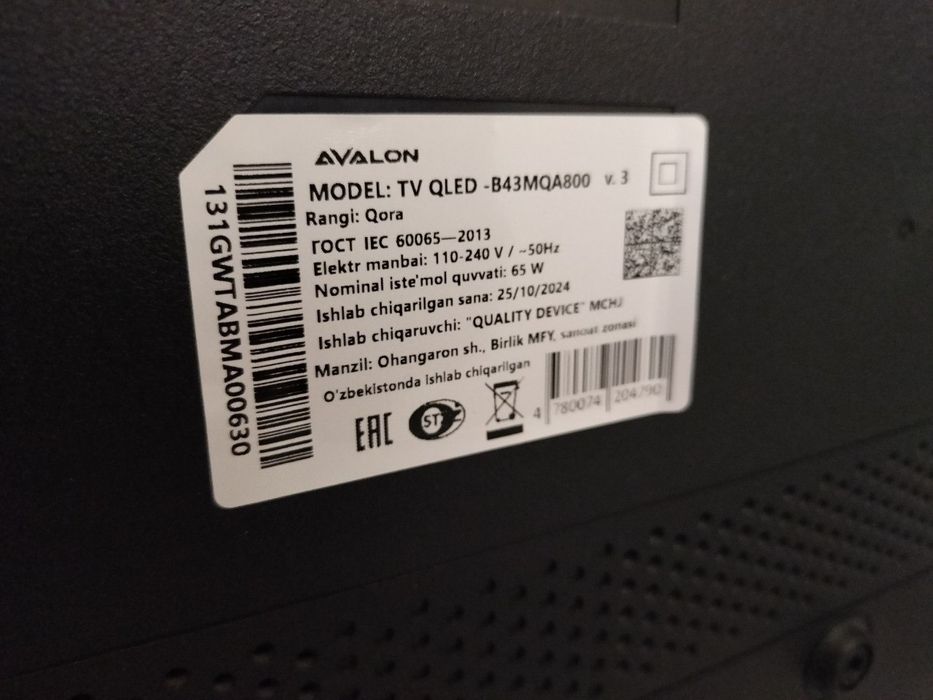 AVALON
MODEL: TV QLED -B43MQA800 v. 3
Rangi: Qora
ГОСТ IEC 60065—2013
Elektr manbai: 110-240 V / ~50Hz
Nominal iste'mol quvvati: 65 W
Ishlab chiqarilgan sana: 25/10/2024
Ishlab chiqaruvchi: "QUALITY DEVICE" MCHJ
Manzil: Ohangaron sh., Birlik MFY, sanoat zonasi
O'zbekistonda ishlab chiqarilgan
EAC
ST
4 780074 204790
131GWTABMA00630